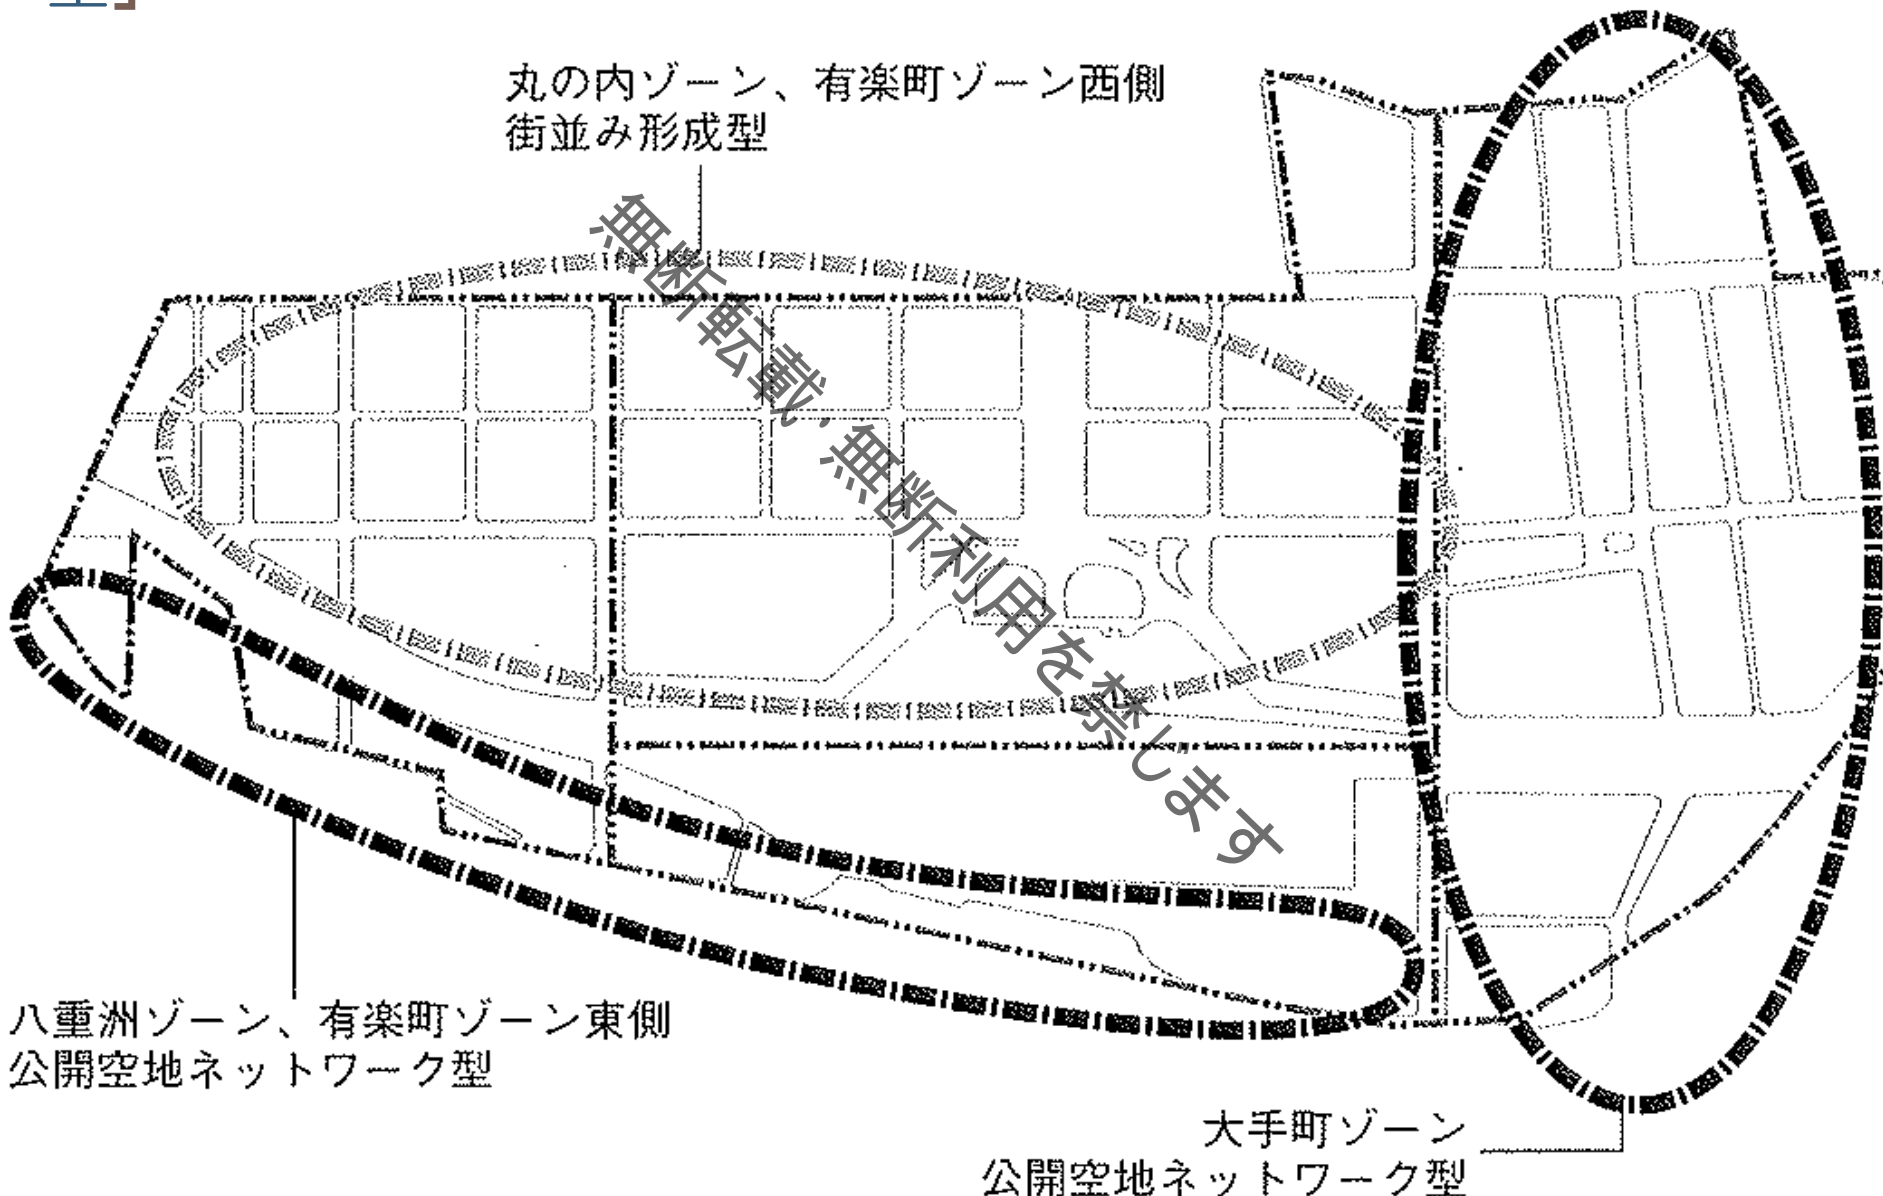 型」
丸の内ゾーン、有楽町ゾーン西側
街並み形成型
無断転載・無断利用を禁じます
八重洲ゾーン、有楽町ゾーン東側
公開空地ネットワーク型
大手町ゾーン
公開空地ネットワーク型